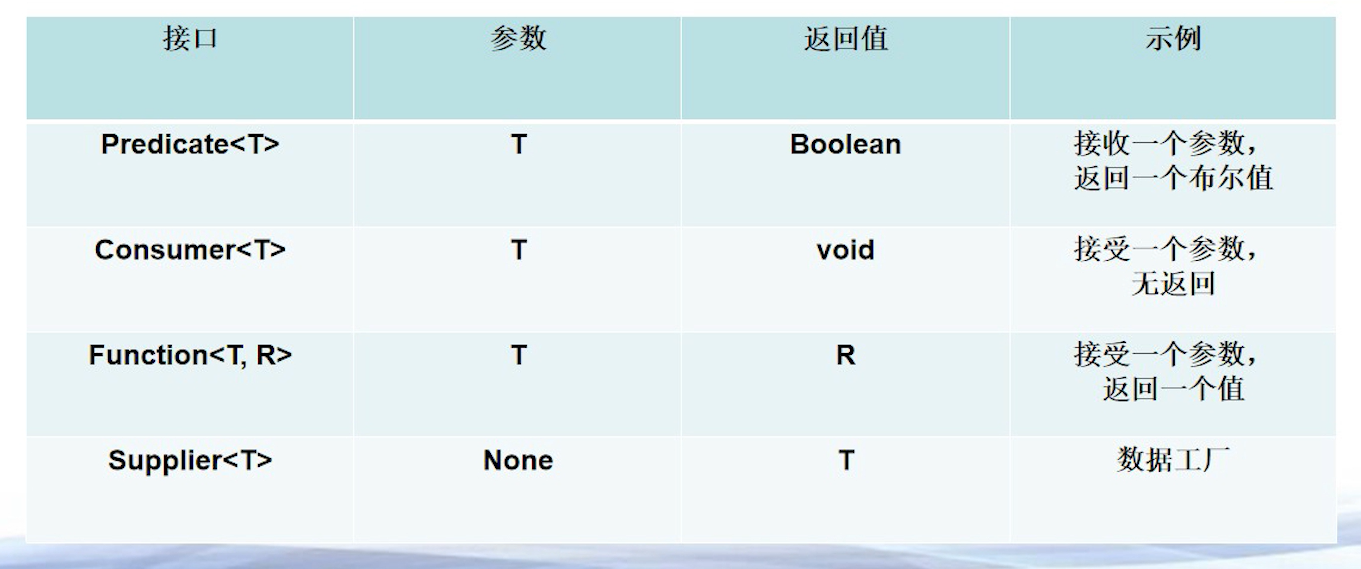 接口 参数 返回值 示例
Predicate<T> T Boolean 接收一个参数，
返回一个布尔值
Consumer<T> T void 接受一个参数，
无返回
Function<T, R> T R 接受一个参数，
返回一个值
Supplier<T> None T 数据工厂